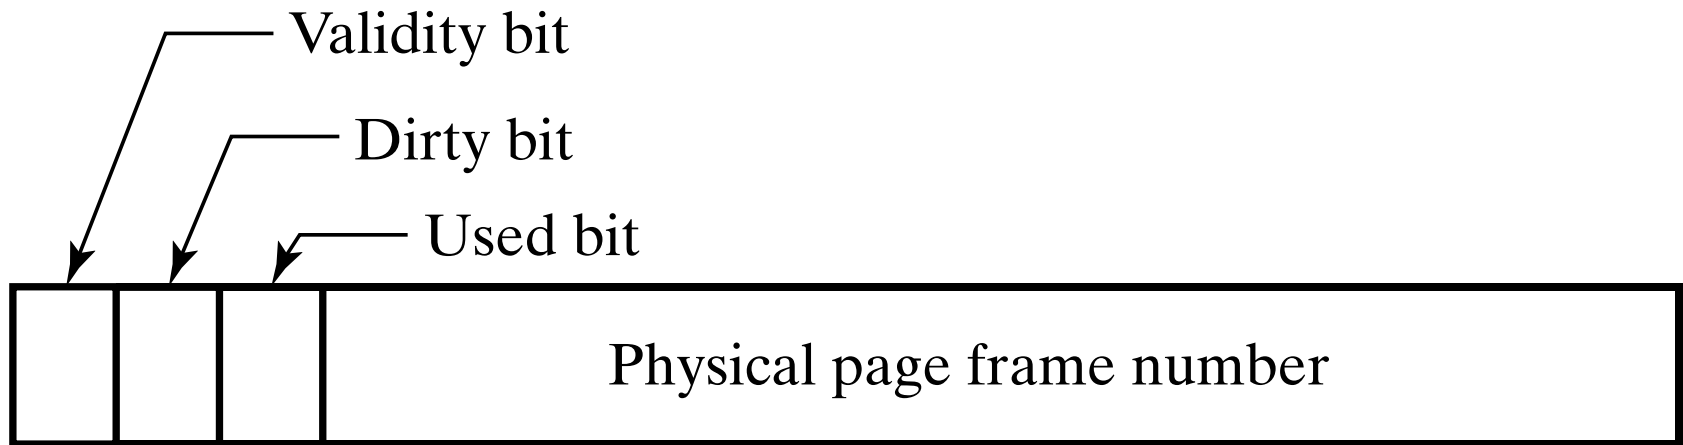 Validity bit
Dirty bit
Used bit
Physical page frame number